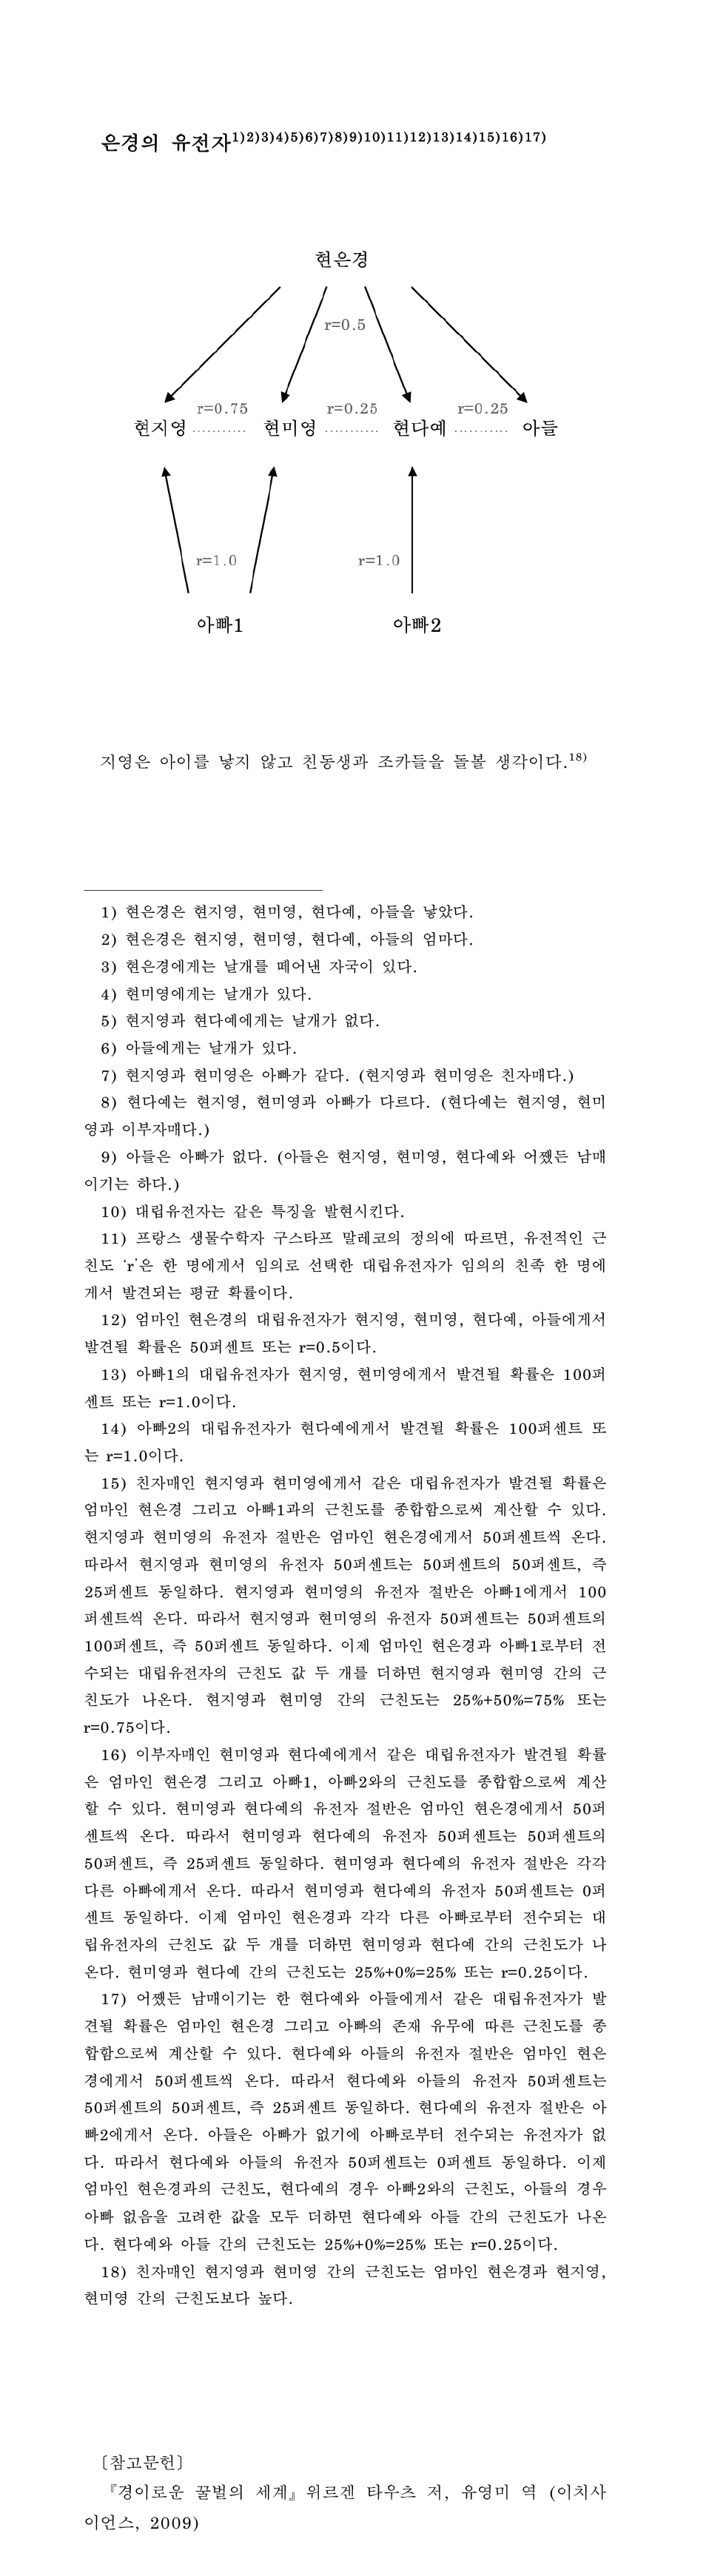 은경의 유전자1)2)3)4)5)6)7)8)9)10)11)12)13)14)15)16)17)
현은경
r=0.5
r=0.75 r=0.25 r=0.25
현지영 ........... 현미영 ........... 현다예 ........... 아들
r=1.0 r=1.0
아빠1 아빠2
지영은 아이를 낳지 않고 친동생과 조카들을 돌볼 생각이다.18)
1) 현은경은 현지영, 현미영, 현다예, 아들을 낳았다.
2) 현은경은 현지영, 현미영, 현다예, 아들의 엄마다.
3) 현은경에게는 날개를 떼어낸 자국이 있다.
4) 현미영에게는 날개가 있다.
5) 현지영과 현다예에게는 날개가 없다.
6) 아들에게는 날개가 있다.
7) 현지영과 현미영은 아빠가 같다. (현지영과 현미영은 친자매다.)
8) 현다예는 현지영, 현미영과 아빠가 다르다. (현다예는 현지영, 현미
영과 이부자매다.)
9) 아들은 아빠가 없다. (아들은 현지영, 현미영, 현다예와 어쨌든 남매
이기는 하다.)
10) 대립유전자는 같은 특징을 발현시킨다.
11) 프랑스 생물수학자 구스타프 말레코의 정의에 따르면, 유전적인 근
친도 ‘r’은 한 명에게서 임의로 선택한 대립유전자가 임의의 친족 한 명에
게서 발견되는 평균 확률이다.
12) 엄마인 현은경의 대립유전자가 현지영, 현미영, 현다예, 아들에게서
발견될 확률은 50퍼센트 또는 r=0.5이다.
13) 아빠1의 대립유전자가 현지영, 현미영에게서 발견될 확률은 100퍼
센트 또는 r=1.0이다.
14) 아빠2의 대립유전자가 현다예에게서 발견될 확률은 100퍼센트 또
는 r=1.0이다.
15) 친자매인 현지영과 현미영에게서 같은 대립유전자가 발견될 확률은
엄마인 현은경 그리고 아빠1과의 근친도를 종합함으로써 계산할 수 있다.
현지영과 현미영의 유전자 절반은 엄마인 현은경에게서 50퍼센트씩 온다.
따라서 현지영과 현미영의 유전자 50퍼센트는 50퍼센트의 50퍼센트, 즉
25퍼센트 동일하다. 현지영과 현미영의 유전자 절반은 아빠1에게서 100
퍼센트씩 온다. 따라서 현지영과 현미영의 유전자 50퍼센트는 50퍼센트의
100퍼센트, 즉 50퍼센트 동일하다. 이제 엄마인 현은경과 아빠1로부터 전
수되는 대립유전자의 근친도 값 두 개를 더하면 현지영과 현미영 간의 근
친도가 나온다. 현지영과 현미영 간의 근친도는 25%+50%=75% 또는
r=0.75이다.
16) 이부자매인 현미영과 현다예에게서 같은 대립유전자가 발견될 확률
은 엄마인 현은경 그리고 아빠1, 아빠2와의 근친도를 종합함으로써 계산
할 수 있다. 현미영과 현다예의 유전자 절반은 엄마인 현은경에게서 50퍼
센트씩 온다. 따라서 현미영과 현다예의 유전자 50퍼센트는 50퍼센트의
50퍼센트, 즉 25퍼센트 동일하다. 현미영과 현다예의 유전자 절반은 각각
다른 아빠에게서 온다. 따라서 현미영과 현다예의 유전자 50퍼센트는 0퍼
센트 동일하다. 이제 엄마인 현은경과 각각 다른 아빠로부터 전수되는 대
립유전자의 근친도 값 두 개를 더하면 현미영과 현다예 간의 근친도가 나
온다. 현미영과 현다예 간의 근친도는 25%+0%=25% 또는 r=0.25이다.
17) 어쨌든 남매이기는 한 현다예와 아들에게서 같은 대립유전자가 발
견될 확률은 엄마인 현은경 그리고 아빠의 존재 유무에 따른 근친도를 종
합함으로써 계산할 수 있다. 현다예와 아들의 유전자 절반은 엄마인 현은
경에게서 50퍼센트씩 온다. 따라서 현다예와 아들의 유전자 50퍼센트는
50퍼센트의 50퍼센트, 즉 25퍼센트 동일하다. 현다예의 유전자 절반은 아
빠2에게서 온다. 아들은 아빠가 없기에 아빠로부터 전수되는 유전자가 없
다. 따라서 현다예와 아들의 유전자 50퍼센트는 0퍼센트 동일하다. 이제
엄마인 현은경과의 근친도, 현다예의 경우 아빠2와의 근친도, 아들의 경우
아빠 없음을 고려한 값을 모두 더하면 현다예와 아들 간의 근친도가 나온
다. 현다예와 아들 간의 근친도는 25%+0%=25% 또는 r=0.25이다.
18) 친자매인 현지영과 현미영 간의 근친도는 엄마인 현은경과 현지영,
현미영 간의 근친도보다 높다.
〔참고문헌〕
『경이로운 꿀벌의 세계』위르겐 타우츠 저, 유영미 역 (이치사
이언스, 2009)